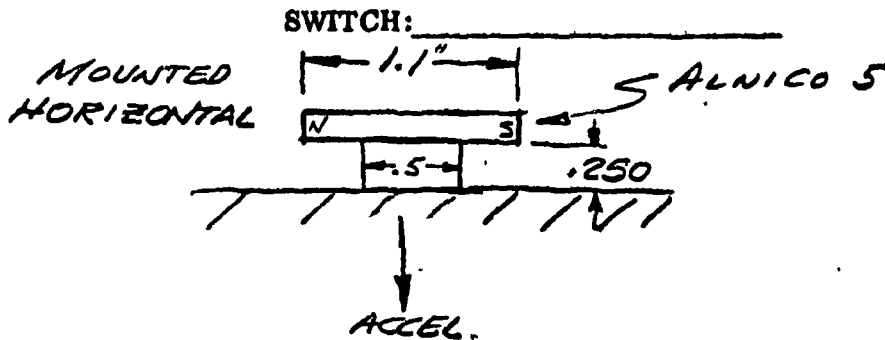 SWITCH:
1.1"
MOUNTED
HORIZONTAL
ALNICO 5
N
S
.5
.250
ACCEL.